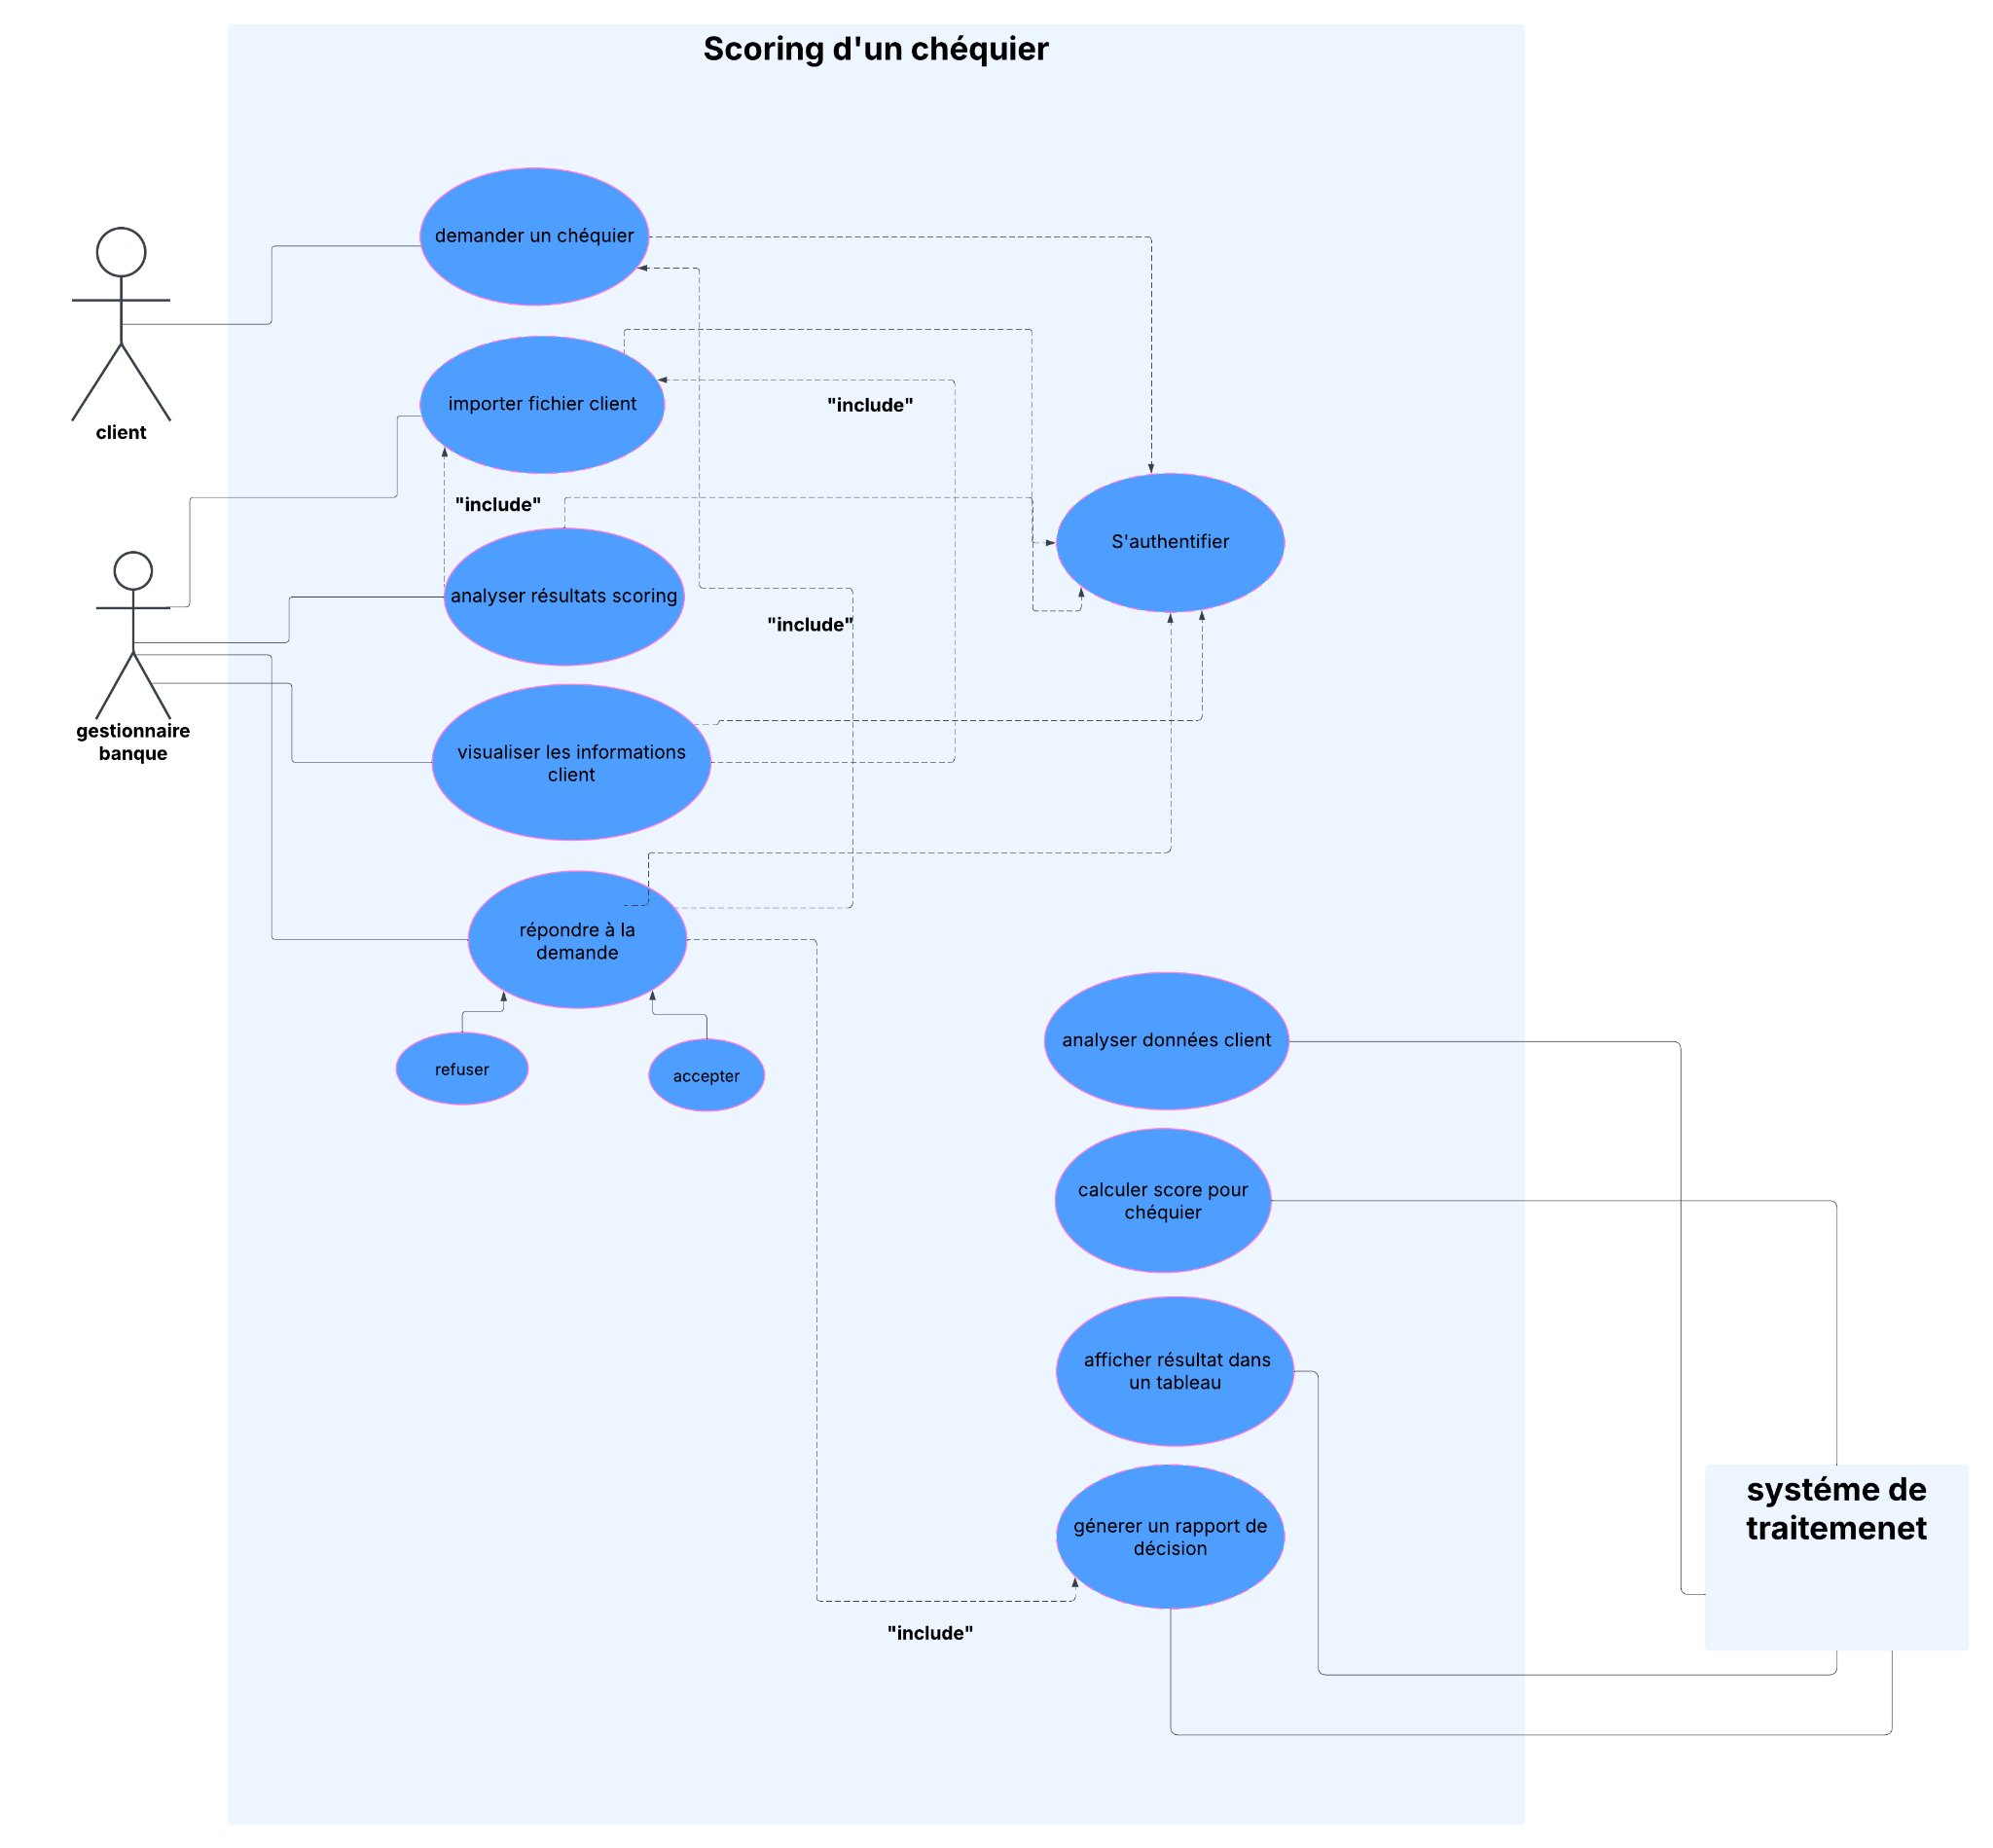 Scoring d'un chéquier
demander un chéquier
importer fichier client
"include"
client
"include"
S'authentifier
analyser résultats scoring
"include"
gestionnaire
banque
visualiser les informations
client
répondre à la
demande
refuser
accepter
analyser données client
calculer score pour
chéquier
afficher résultat dans
un tableau
systéme de
traitemenet
génerer un rapport de
décision
"include"